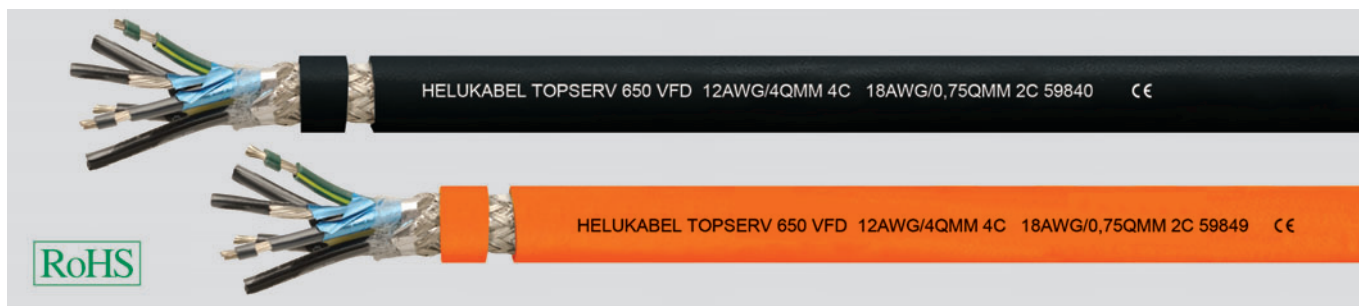 HELUKABEL TOPSERV 650 VFD 12AWG/4QMM 4C 18AWG/0,75QMM 2C 59840 CE
HELUKABEL TOPSERV 650 VFD 12AWG/4QMM 4C 18AWG/0,75QMM 2C 59849 CE
RoHS